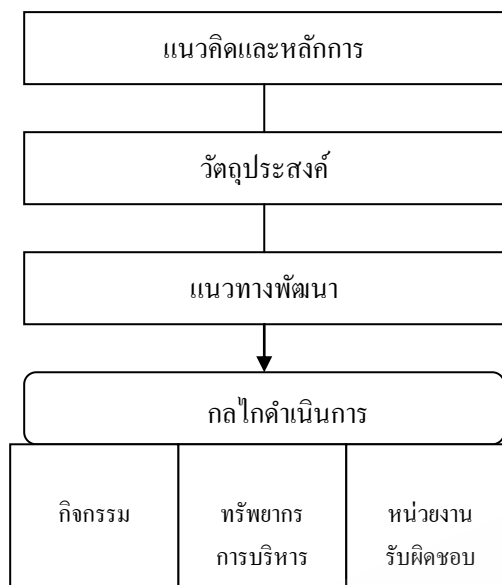 แนวคิดและหลักการ
วัตถุประสงค์
แนวทางพัฒนา
กลไกดำเนินการ
กิจกรรม
ทรัพยากร
การบริหาร
หน่วยงาน
รับผิดชอบ